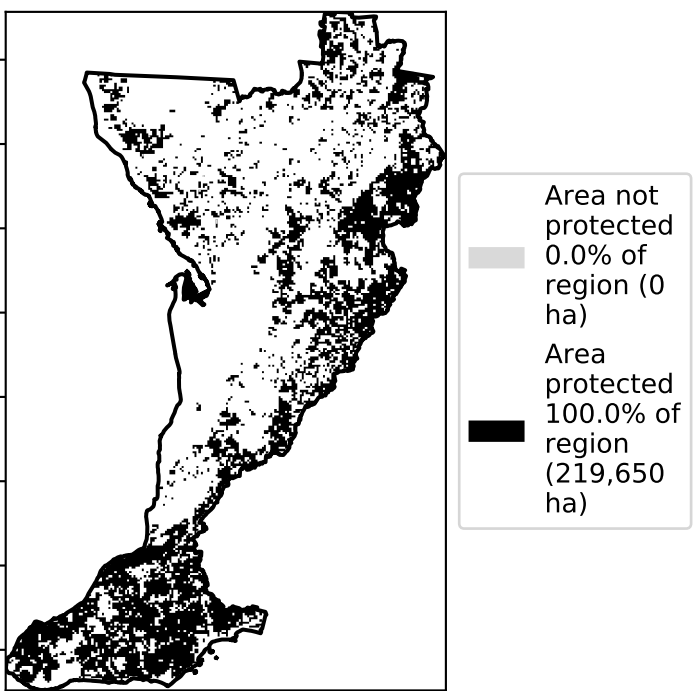 Area not
protected
0.0% of
region (0
ha)
Area
protected
100.0% of
region
(219,650
ha)